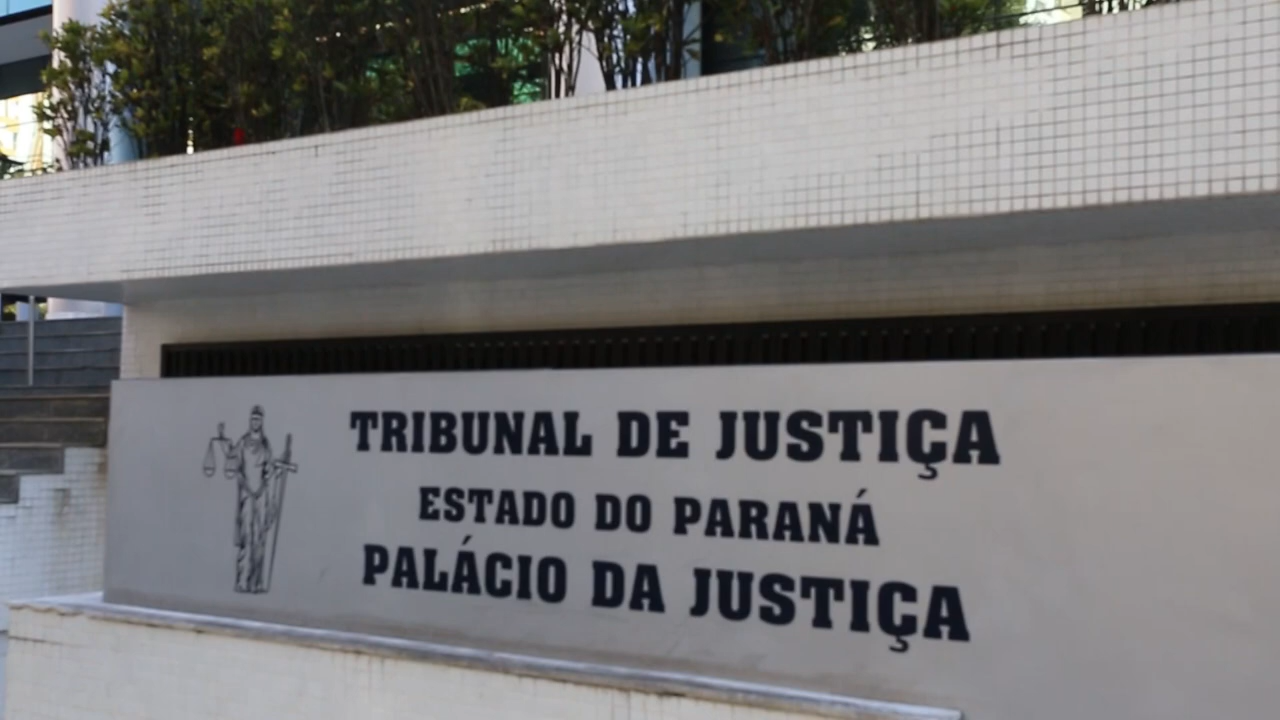 TRIBUNAL DE JUSTIÇA
ESTADO DO PARANÁ
PALÁCIO DA JUSTIÇA